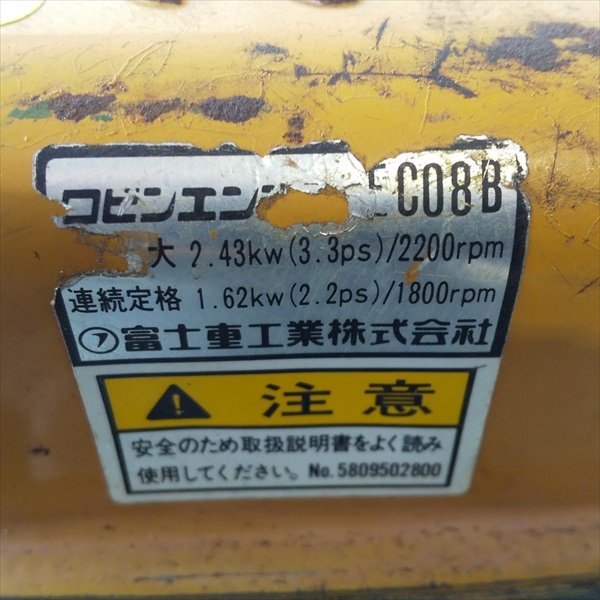 ロビンエンジン EC08B
大 2.43kw(3.3ps)/2200rpm
連続定格 1.62kw(2.2ps)/1800rpm
富士重工業株式会社
注意
安全のため取扱説明書をよく読み
使用してください。No.5809502800